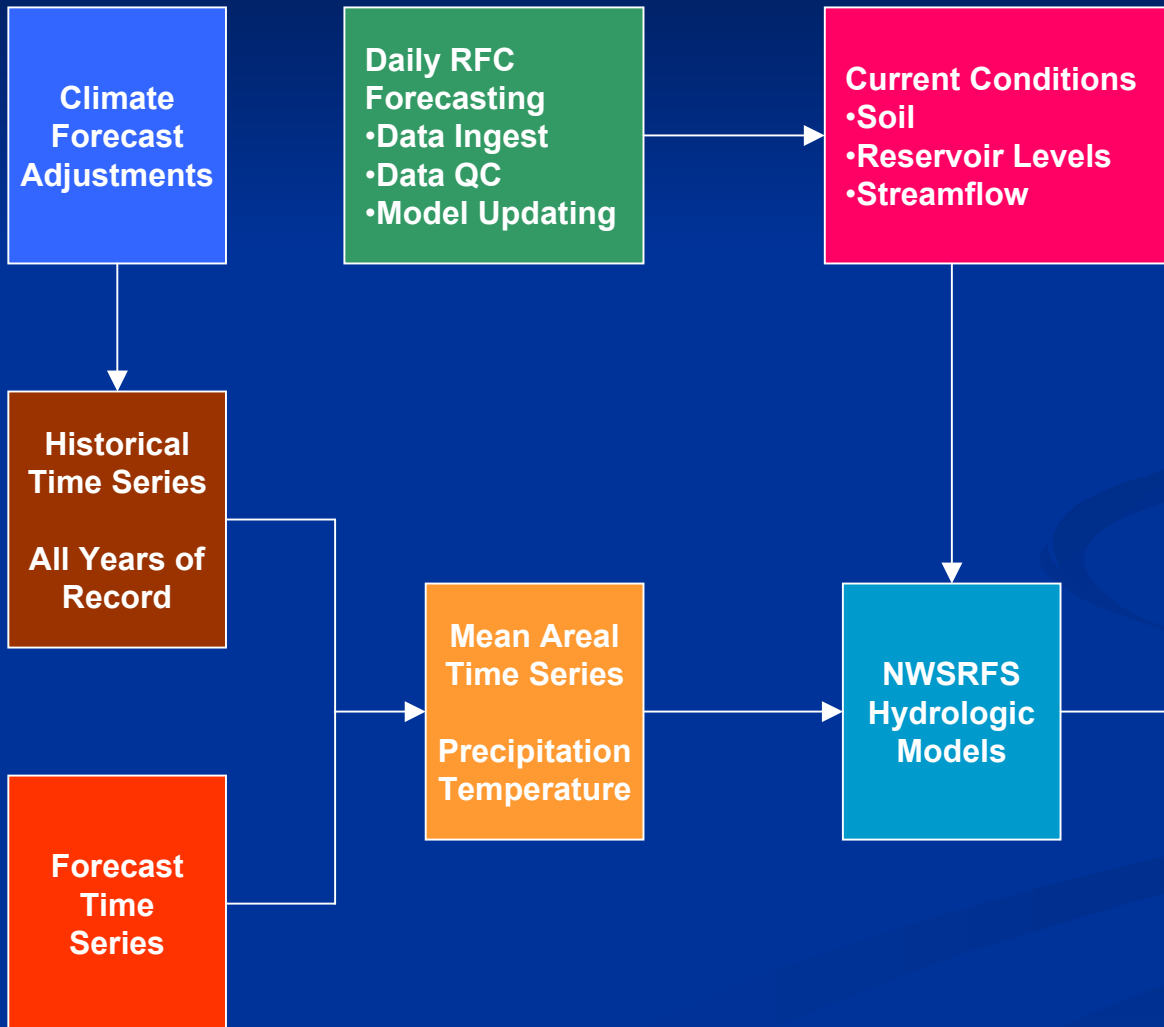 Climate
Forecast
Adjustments
Daily RFC
Forecasting
•Data Ingest
•Data QC
•Model Updating
Current Conditions
•Soil
•Reservoir Levels
•Streamflow
Historical
Time Series
All Years of
Record
Mean Areal
Time Series
Precipitation
Temperature
NWSRFS
Hydrologic
Models
Forecast
Time
Series